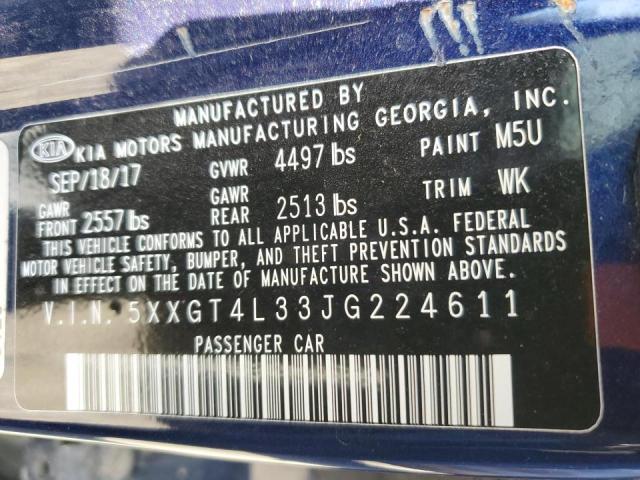 MANUFACTURED BY
KIA KIA MOTORS MANUFACTURING GEORGIA, INC.
SEP/18/17 GVWR 4497 lbs PAINT M5U
GAWR FRONT 2557 lbs GAWR REAR 2513 lbs TRIM WK
THIS VEHICLE CONFORMS TO ALL APPLICABLE U.S.A. FEDERAL
MOTOR VEHICLE SAFETY, BUMPER, AND THEFT PREVENTION STANDARDS
IN EFFECT ON THE DATE OF MANUFACTURE SHOWN ABOVE.
V.I.N. 5XXGT4L33JG224611
PASSENGER CAR